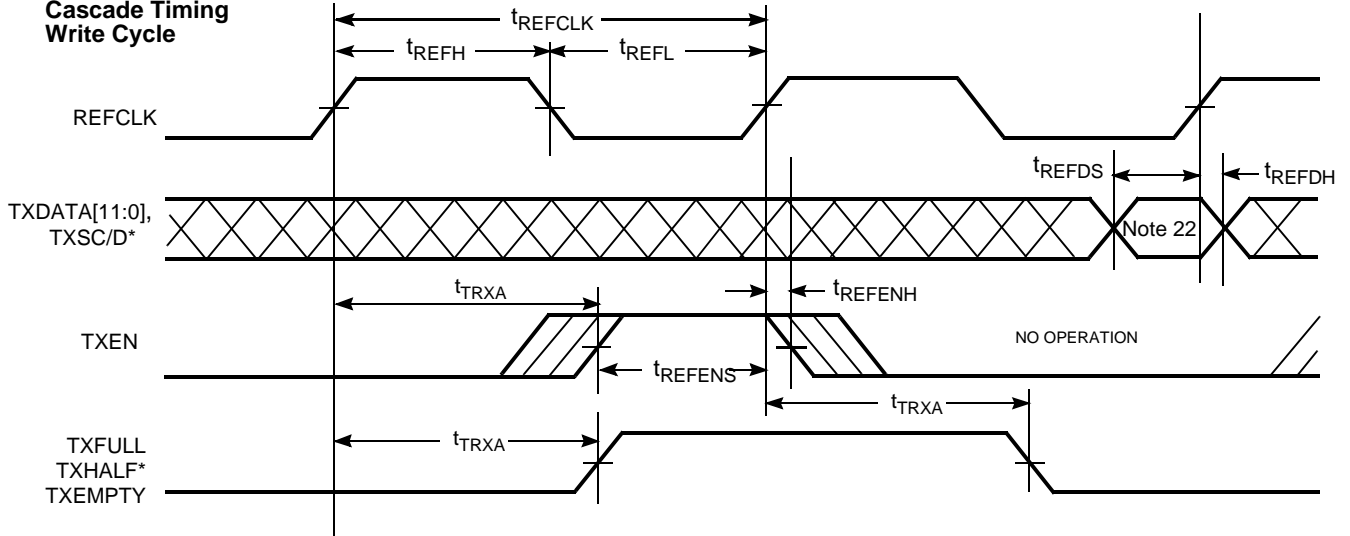 Cascade Timing
Write Cycle
tREFCLK
tREFH
tREFL
REFCLK
tREFDS
tREFDH
TXDATA[11:0],
TXSC/D*
Note 22
tTRXA
tREFENH
TXEN
NO OPERATION
tREFENS
tTRXA
tTRXA
TXFULL
TXHALF*
TXEMPTY